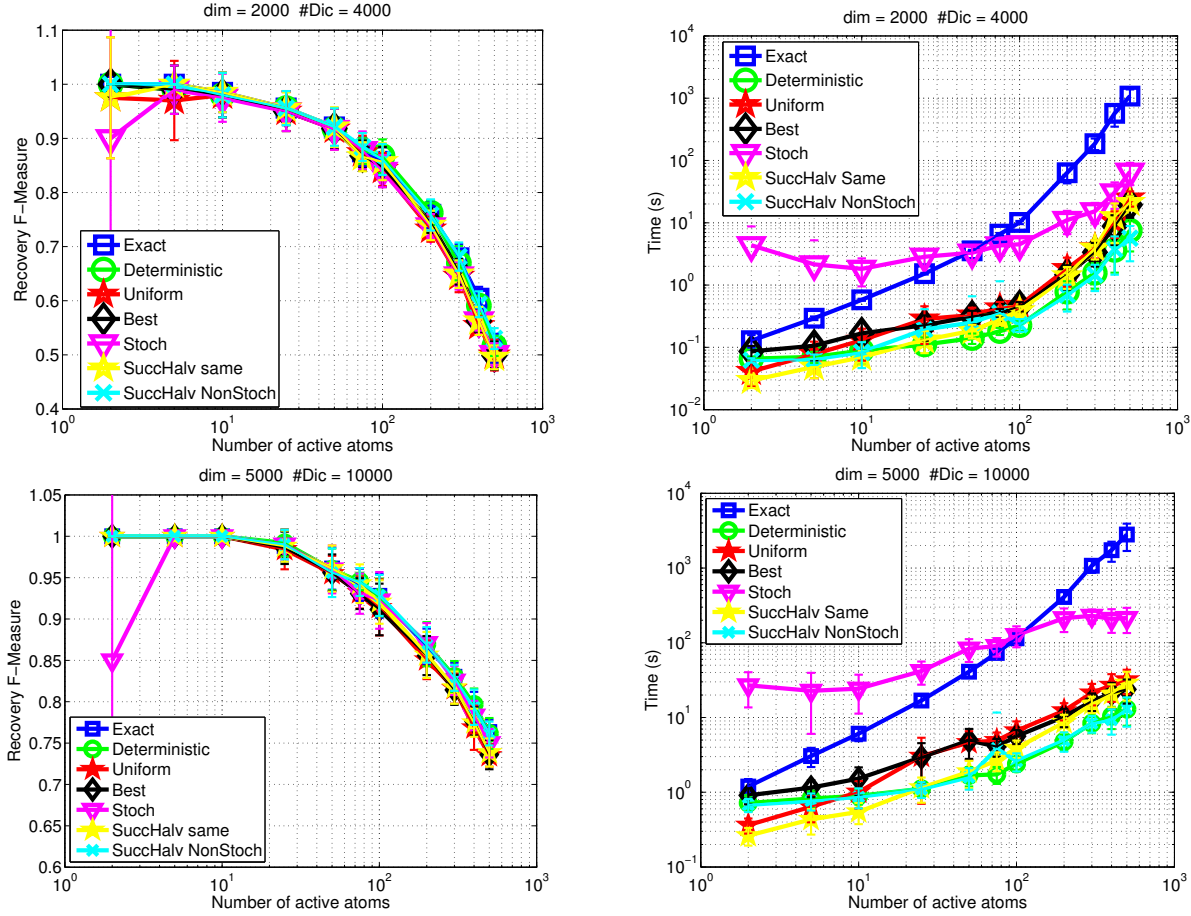 dim = 2000 #Dic = 4000
1.1
1
0.9
0.8
0.7
0.6
0.5
0.4
Recovery F−Measure
Exact
Deterministic
Uniform
Best
Stoch
SuccHalv same
SuccHalv NonStoch
10^0
10^1
10^2
10^3
Number of active atoms
dim = 2000 #Dic = 4000
10^4
10^3
10^2
10^1
10^0
10^−1
10^−2
Time (s)
Exact
Deterministic
Uniform
Best
Stoch
SuccHalv Same
SuccHalv NonStoch
10^0
10^1
10^2
10^3
Number of active atoms
dim = 5000 #Dic = 10000
1.05
1
0.95
0.9
0.85
0.8
0.75
0.7
0.65
0.6
Recovery F−Measure
Exact
Deterministic
Uniform
Best
Stoch
SuccHalv same
SuccHalv NonStoch
10^0
10^1
10^2
10^3
Number of active atoms
dim = 5000 #Dic = 10000
10^4
10^3
10^2
10^1
10^0
10^−1
Time (s)
Exact
Deterministic
Uniform
Best
Stoch
SuccHalv Same
SuccHalv NonStoch
10^0
10^1
10^2
10^3
Number of active atoms